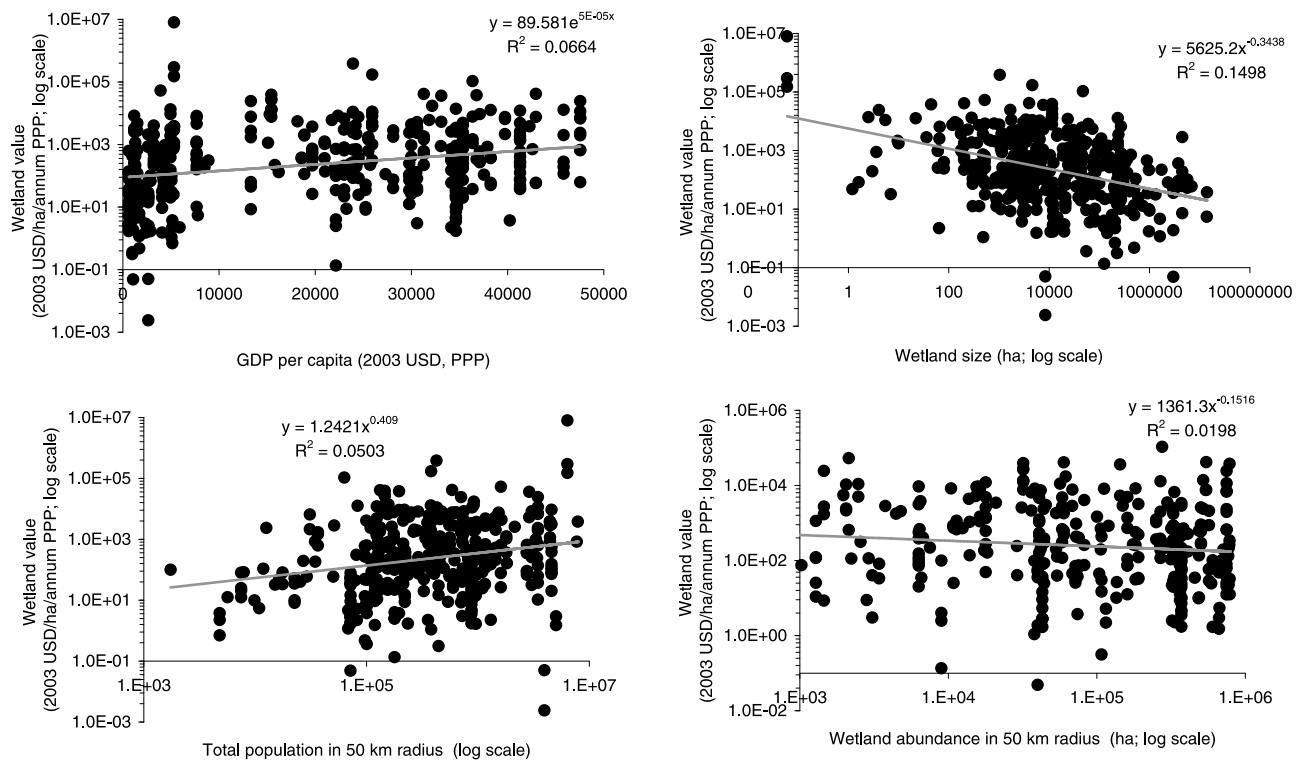 1.0E+07
1.0E+05
1.0E+03
1.0E+01
1.0E-01
1.0E-03
Wetland value
(2003 USD/ha/annum PPP; log scale)
y = 89.581e^5E-05x
R² = 0.0664
0 10000 20000 30000 40000 50000
GDP per capita (2003 USD, PPP)
1.0E+07
1.0E+05
1.0E+03
1.0E+01
1.0E-01
1.0E-03
Wetland value
(2003 USD/ha/annum PPP; log scale)
y = 5625.2x^-0.3438
R² = 0.1498
0 1 100 10000 1000000 100000000
Wetland size (ha; log scale)
1.0E+07
1.0E+05
1.0E+03
1.0E+01
1.0E-01
1.0E-03
Wetland value
(2003 USD/ha/annum PPP; log scale)
y = 1.2421x^0.409
R² = 0.0503
1.E+03 1.E+05 1.E+07
Total population in 50 km radius (log scale)
1.0E+06
1.0E+04
1.0E+02
1.0E+00
1.0E-02
Wetland value
(2003 USD/ha/annum PPP; log scale)
y = 1361.3x^-0.1516
R² = 0.0198
1.E+03 1.E+04 1.E+05 1.E+06
Wetland abundance in 50 km radius (ha; log scale)